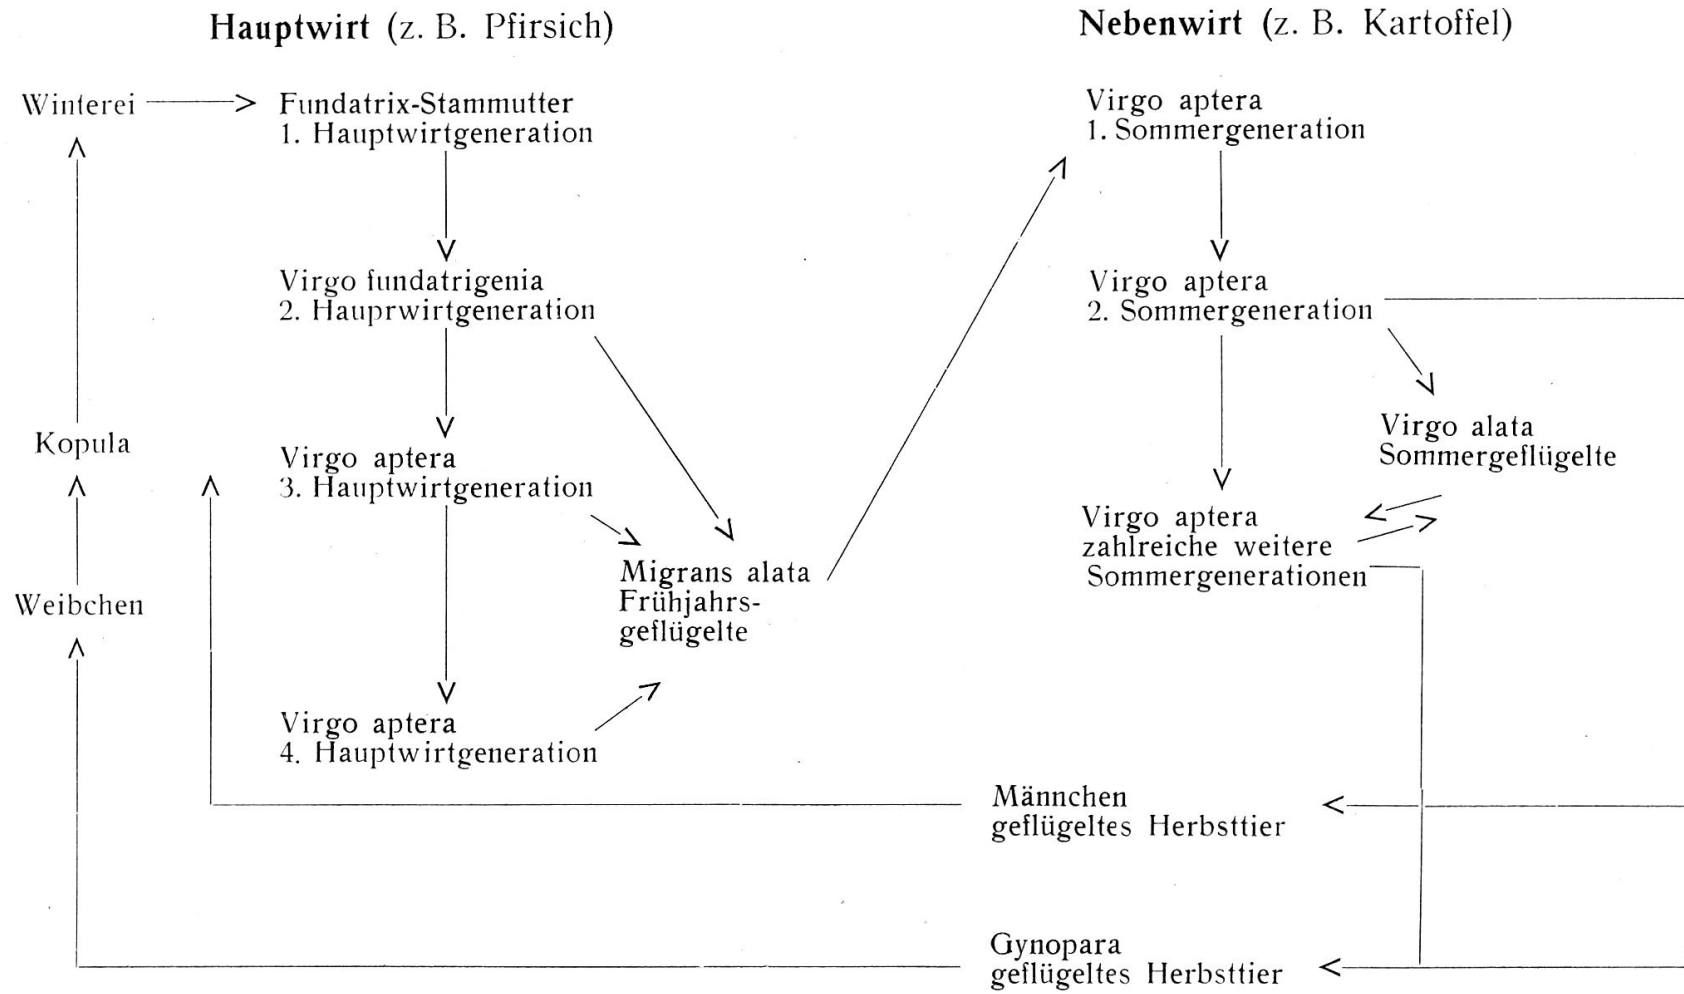 Hauptwirt (z. B. Pfirsich)
Nebenwirt (z. B. Kartoffel)
Winterei
Fundatrix-Stammutter
1. Hauptwirtgeneration
Virgo fundatrigenia
2. Hauprwirtgeneration
Kopula
Virgo aptera
3. Hauptwirtgeneration
Weibchen
Migrans alata
Frühjahrs-
geflügelte
Virgo aptera
4. Hauptwirtgeneration
Virgo aptera
1. Sommergeneration
Virgo aptera
2. Sommergeneration
Virgo alata
Sommergeflügelte
Virgo aptera
zahlreiche weitere
Sommergenerationen
Männchen
geflügeltes Herbsttier
Gynopara
geflügeltes Herbsttier